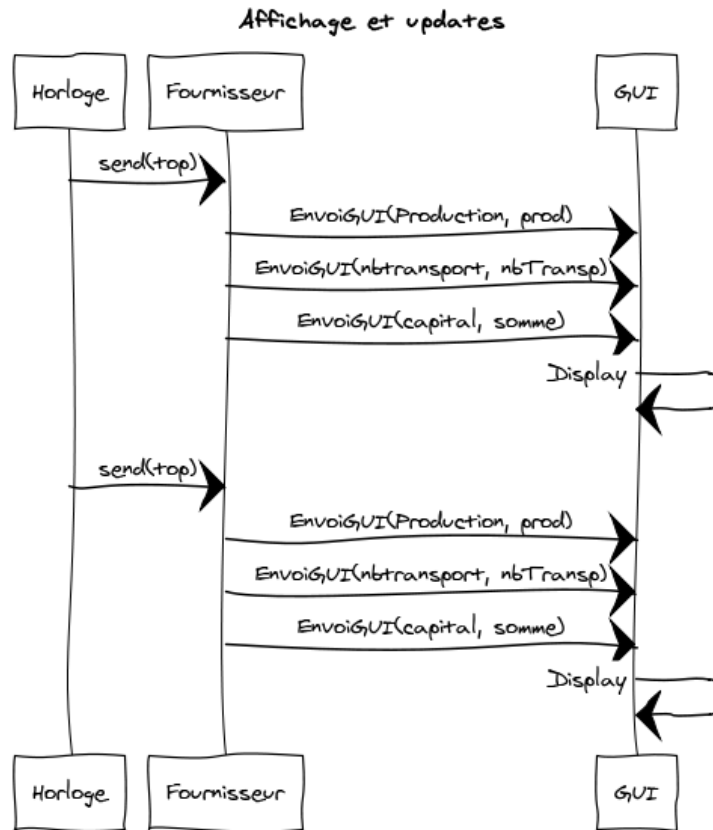 Affichage et updates
Horloge Fournisseur GUI
send(top)
EnvoiGUI(Production, prod)
EnvoiGUI(nbtransport, nbTransp)
EnvoiGUI(capital, somme)
Display
send(top)
EnvoiGUI(Production, prod)
EnvoiGUI(nbtransport, nbTransp)
EnvoiGUI(capital, somme)
Display
Horloge Fournisseur GUI